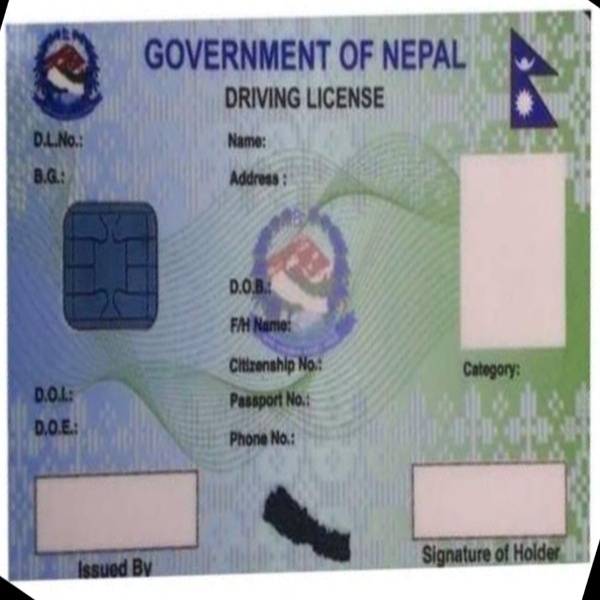 GOVERNMENT OF NEPAL
DRIVING LICENSE
D.L.No.:
Name:
B.G.:
Address :
D.O.B.:
F/H Name:
Citizenship No.:
Category:
D.O.I.:
Passport No.:
D.O.E.:
Phone No.:
Issued By
Signature of Holder